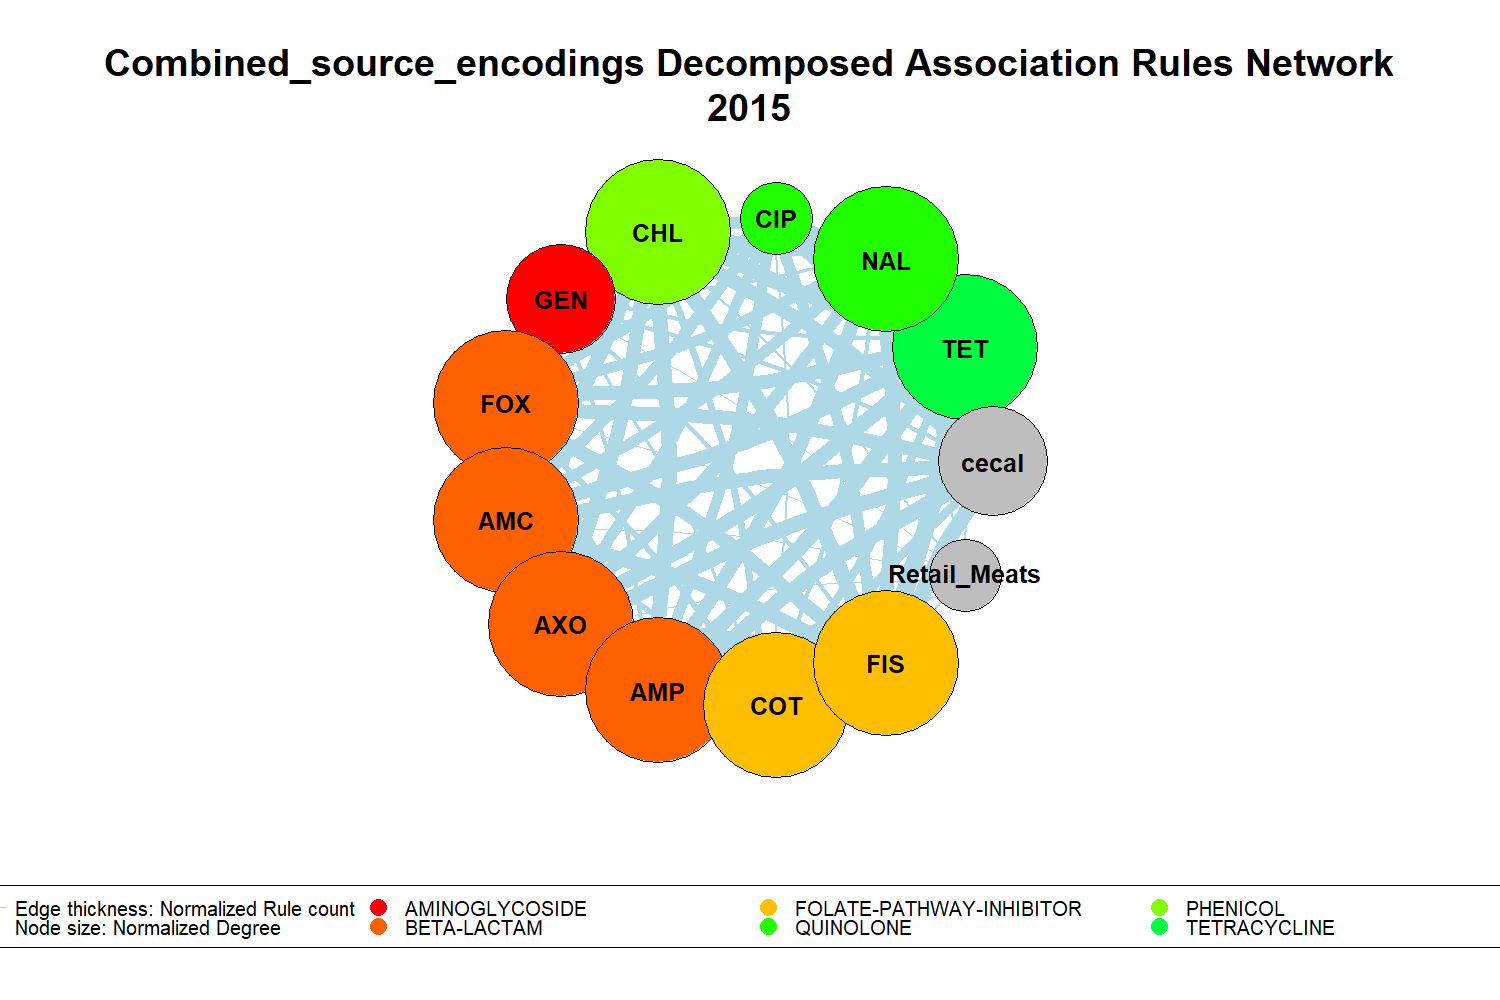 Combined_source_encodings Decomposed Association Rules Network
2015
CHL
CIP
NAL
GEN
TET
FOX
cecal
AMC
Retail_Meats
AXO
FIS
AMP
COT
Edge thickness: Normalized Rule count
Node size: Normalized Degree
AMINOGLYCOSIDE
BETA-LACTAM
FOLATE-PATHWAY-INHIBITOR
QUINOLONE
PHENICOL
TETRACYCLINE